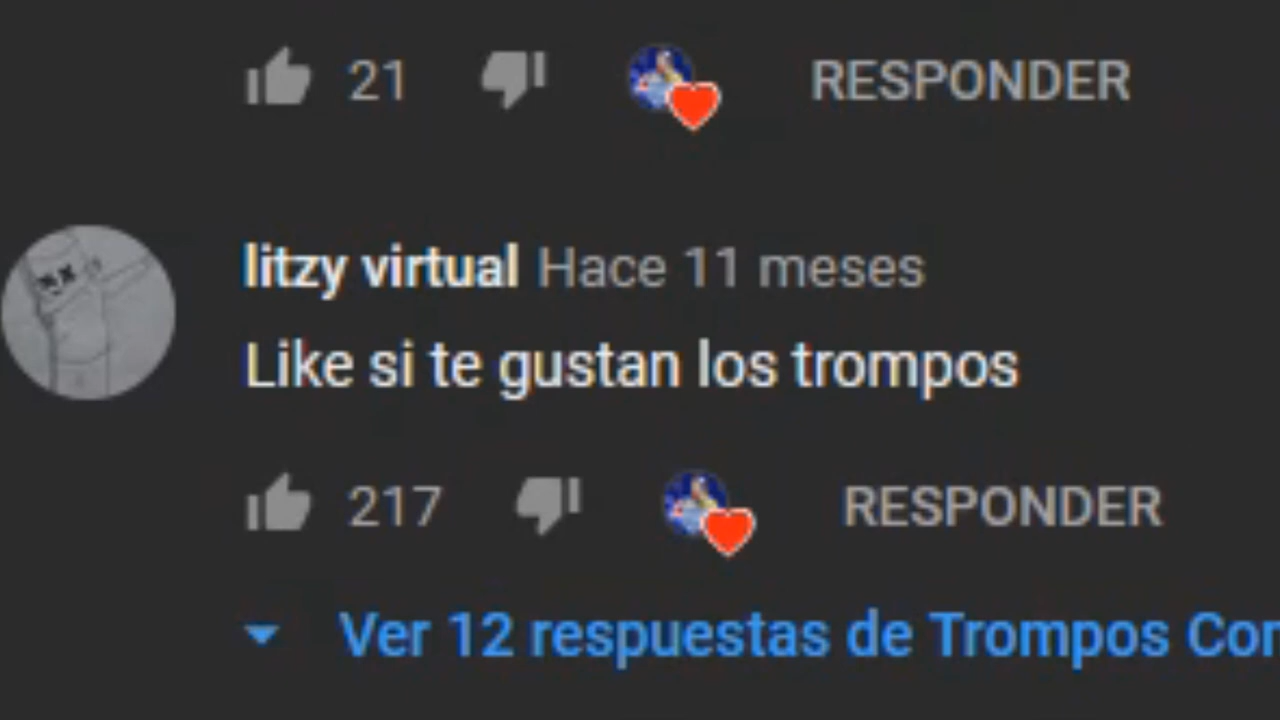 21 RESPONDER
litzy virtual Hace 11 meses
Like si te gustan los trompos
217 RESPONDER
Ver 12 respuestas de Trompos